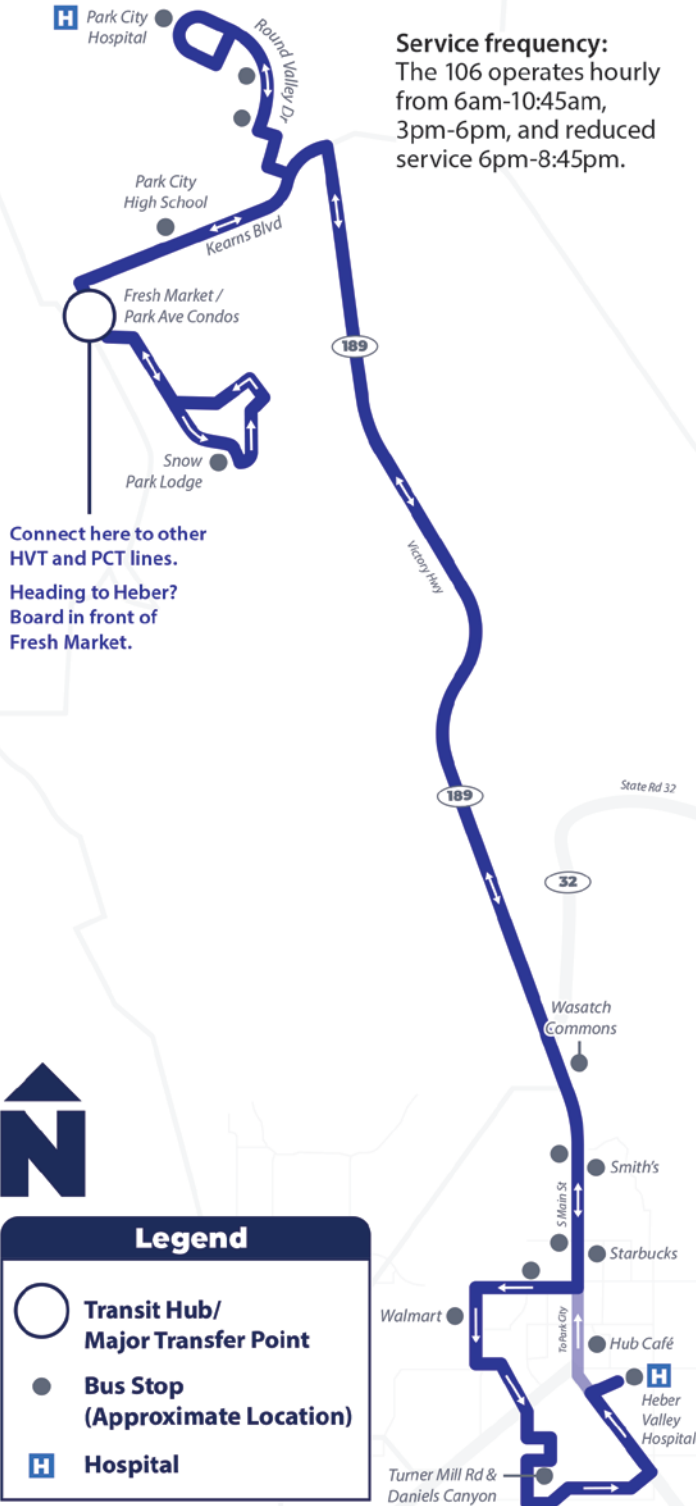 H
Park City
Hospital
Round Valley Dr
Service frequency:
The 106 operates hourly
from 6am-10:45am,
3pm-6pm, and reduced
service 6pm-8:45pm.
Park City
High School
Kearns Blvd
Fresh Market /
Park Ave Condos
189
Snow
Park Lodge
Connect here to other
HVT and PCT lines.
Heading to Heber?
Board in front of
Fresh Market.
Victory Hwy
189
State Rd 32
32
Wasatch
Commons
N
Smith's
S Main St
Starbucks
Walmart
To Park City
Hub Café
H
Heber
Valley
Hospital
Turner Mill Rd &
Daniels Canyon
Legend
Transit Hub/
Major Transfer Point
Bus Stop
(Approximate Location)
H
Hospital